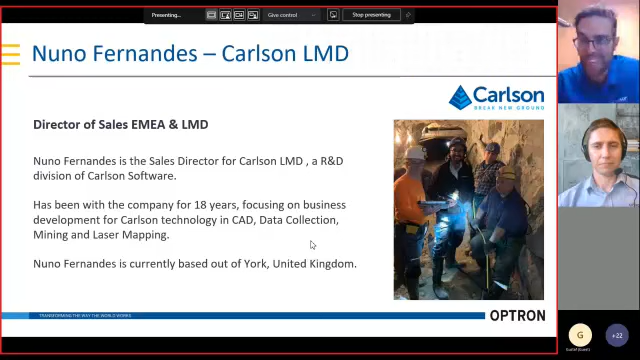 Presenting...
Give control
Stop presenting
Nuno Fernandes – Carlson LMD
Carlson
BREAK NEW GROUND
Director of Sales EMEA & LMD
Nuno Fernandes is the Sales Director for Carlson LMD , a R&D
division of Carlson Software.
Has been with the company for 18 years, focusing on business
development for Carlson technology in CAD, Data Collection,
Mining and Laser Mapping.
Nuno Fernandes is currently based out of York, United Kingdom.
TRANSFORMING THE WAY THE WORLD WORKS
OPTRON
G
+22